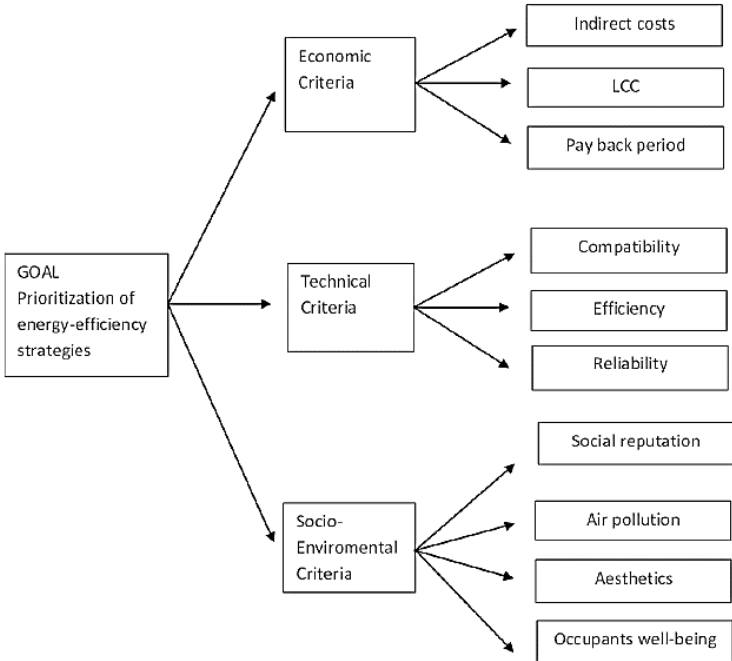 GOAL
Prioritization of
energy-efficiency
strategies
Economic
Criteria
Indirect costs
LCC
Pay back period
Technical
Criteria
Compatibility
Efficiency
Reliability
Socio-
Enviromental
Criteria
Social reputation
Air pollution
Aesthetics
Occupants well-being